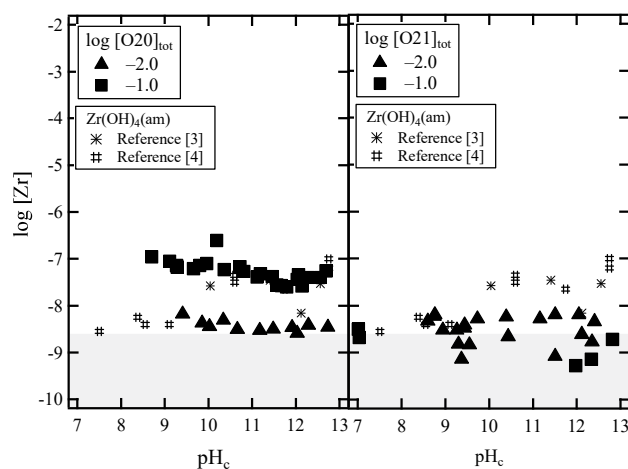 log [O20]tot
−2.0
−1.0
Zr(OH)4(am)
Reference [3]
Reference [4]
log [O21]tot
−2.0
−1.0
Zr(OH)4(am)
Reference [3]
Reference [4]
log [Zr]
-2
-3
-4
-5
-6
-7
-8
-9
-10
7 8 9 10 11 12 13
7 8 9 10 11 12 13
pHc
pHc